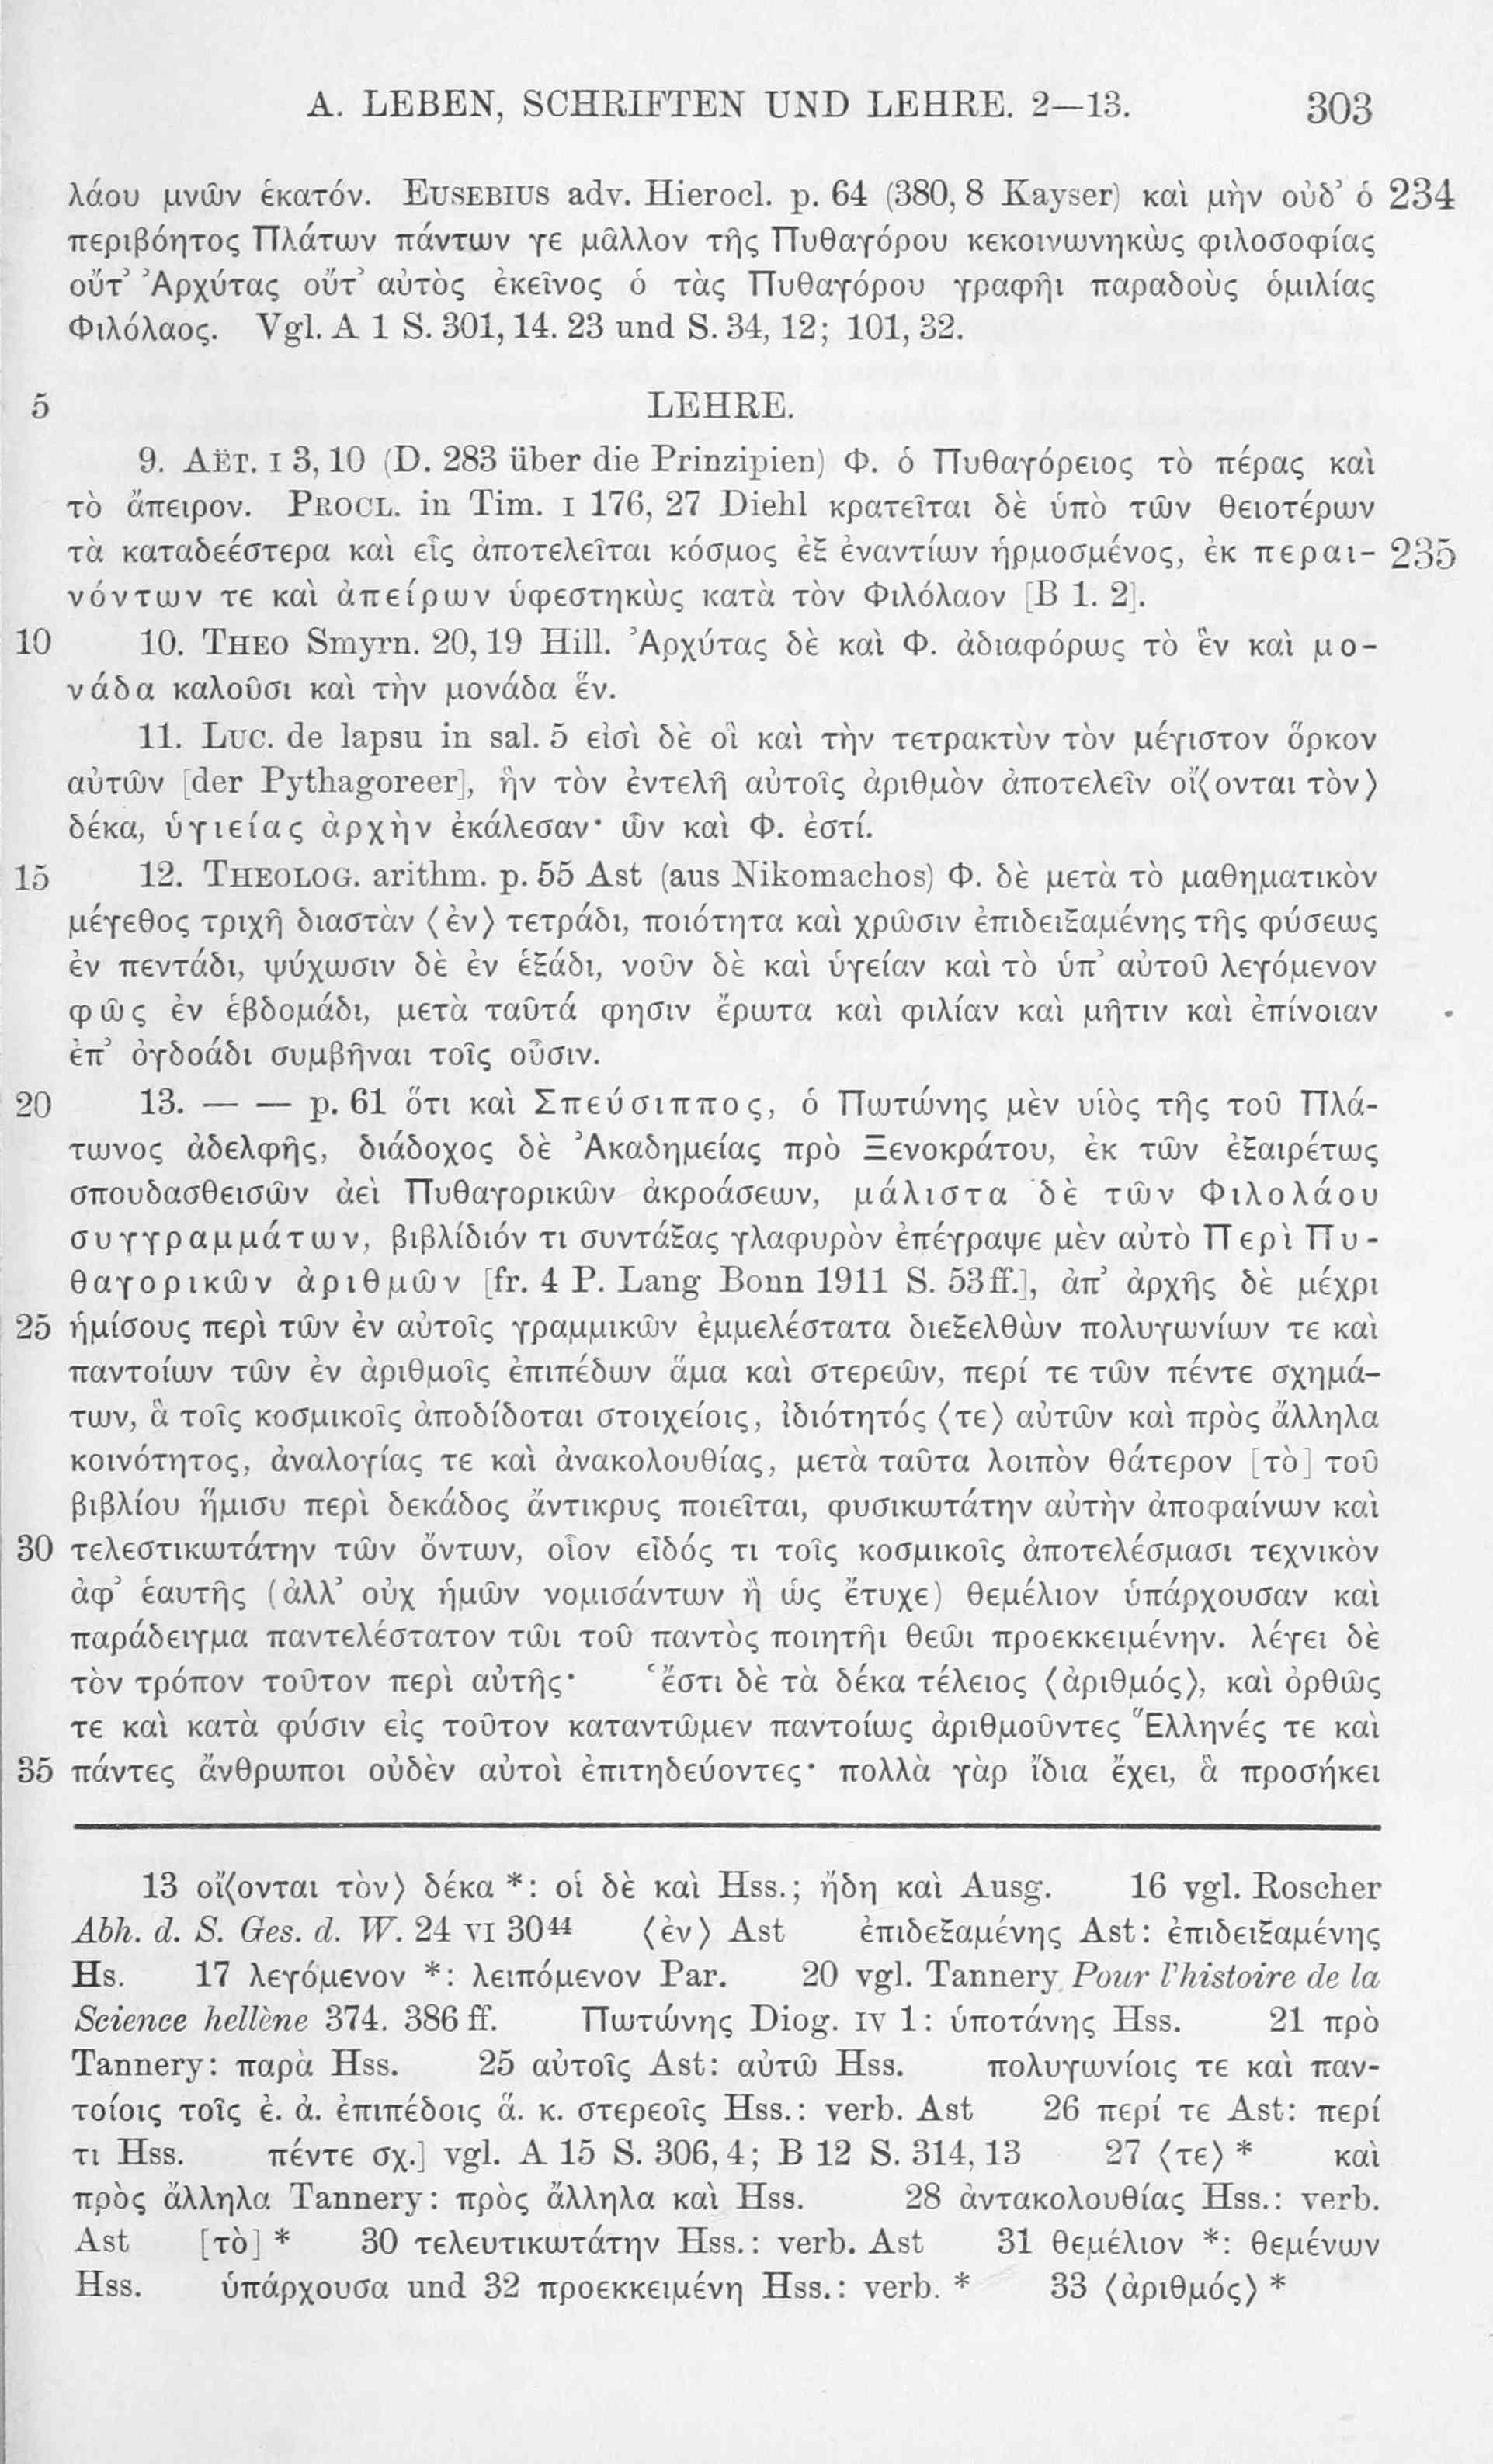 A. LEBEN, SCHRIFTEN UND LEHRE. 2—13. 303
λάου μνῶν ἑκατόν. EUSEBIUS adv. Hierocl. p. 64 (380, 8 Kayser) καὶ μὴν οὐδ’ ὁ 234
περιβόητος Πλάτων πάντων γε μᾶλλον τῆς Πυθαγόρου κεκοινωνηκὼς φιλοσοφίας
οὔτ’ Ἀρχύτας οὔτ’ αὐτὸς ἐκεῖνος ὁ τὰς Πυθαγόρου γραφῆι παραδοὺς ὁμιλίας
Φιλόλαος. Vgl. A 1 S. 301, 14. 23 und S. 34, 12; 101, 32.
5 LEHRE.
9. AËT. I 3, 10 (D. 283 über die Prinzipien) Φ. ὁ Πυθαγόρειος τὸ πέρας καὶ
τὸ ἄπειρον. PROCL. in Tim. I 176, 27 Diehl κρατεῖται δὲ ὑπὸ τῶν θειοτέρων
τὰ καταδεέστερα καὶ εἷς ἀποτελεῖται κόσμος ἐξ ἐναντίων ἡρμοσμένος, ἐκ περαι- 235
νόντων τε καὶ ἀπείρων ὑφεστηκὼς κατὰ τὸν Φιλόλαον [B 1. 2].
10 10. THEO Smyrn. 20, 19 Hill. Ἀρχύτας δὲ καὶ Φ. ἀδιαφόρως τὸ ἓν καὶ μο-
νάδα καλοῦσι καὶ τὴν μονάδα ἕν.
11. LUC. de lapsu in sal. 5 εἰσὶ δὲ οἳ καὶ τὴν τετρακτὺν τὸν μέγιστον ὅρκον
αὐτῶν [der Pythagoreer], ἣν τὸν ἐντελῆ αὐτοῖς ἀριθμὸν ἀποτελεῖν οἴ⟨ονται τὸν⟩
δέκα, ὑγιείας ἀρχὴν ἐκάλεσαν· ὧν καὶ Φ. ἐστί.
15 12. THEOLOG. arithm. p. 55 Ast (aus Nikomachos) Φ. δὲ μετὰ τὸ μαθηματικὸν
μέγεθος τριχῆ διαστὰν ⟨ἐν⟩ τετράδι, ποιότητα καὶ χρῶσιν ἐπιδειξαμένης τῆς φύσεως
ἐν πεντάδι, ψύχωσιν δὲ ἐν ἑξάδι, νοῦν δὲ καὶ ὑγείαν καὶ τὸ ὑπ’ αὐτοῦ λεγόμενον
φῶς ἐν ἑβδομάδι, μετὰ ταῦτά φησιν ἔρωτα καὶ φιλίαν καὶ μῆτιν καὶ ἐπίνοιαν
ἐπ’ ὀγδοάδι συμβῆναι τοῖς οὖσιν.
20 13. — — p. 61 ὅτι καὶ Σπεύσιππος, ὁ Πωτώνης μὲν υἱὸς τῆς τοῦ Πλά-
τωνος ἀδελφῆς, διάδοχος δὲ Ἀκαδημείας πρὸ Ξενοκράτου, ἐκ τῶν ἐξαιρέτως
σπουδασθεισῶν ἀεὶ Πυθαγορικῶν ἀκροάσεων, μάλιστα δὲ τῶν Φιλολάου
συγγραμμάτων, βιβλίδιόν τι συντάξας γλαφυρὸν ἐπέγραψε μὲν αὐτὸ Περὶ Πυ-
θαγορικῶν ἀριθμῶν [fr. 4 P. Lang Bonn 1911 S. 53 ff.], ἀπ’ ἀρχῆς δὲ μέχρι
25 ἡμίσους περὶ τῶν ἐν αὐτοῖς γραμμικῶν ἐμμελέστατα διεξελθὼν πολυγωνίων τε καὶ
παντοίων τῶν ἐν ἀριθμοῖς ἐπιπέδων ἅμα καὶ στερεῶν, περί τε τῶν πέντε σχημά-
των, ἃ τοῖς κοσμικοῖς ἀποδίδοται στοιχείοις, ἰδιότητός ⟨τε⟩ αὐτῶν καὶ πρὸς ἄλληλα
κοινότητος, ἀναλογίας τε καὶ ἀνακολουθίας, μετὰ ταῦτα λοιπὸν θάτερον [τὸ] τοῦ
βιβλίου ἥμισυ περὶ δεκάδος ἄντικρυς ποιεῖται, φυσικωτάτην αὐτὴν ἀποφαίνων καὶ
30 τελεστικωτάτην τῶν ὄντων, οἷον εἶδός τι τοῖς κοσμικοῖς ἀποτελέσμασι τεχνικὸν
ἀφ’ ἑαυτῆς (ἀλλ’ οὐχ ἡμῶν νομισάντων ἢ ὡς ἔτυχε) θεμέλιον ὑπάρχουσαν καὶ
παράδειγμα παντελέστατον τῶι τοῦ παντὸς ποιητῆι θεῶι προεκκειμένην. λέγει δὲ
τὸν τρόπον τοῦτον περὶ αὐτῆς· ‘ἔστι δὲ τὰ δέκα τέλειος ⟨ἀριθμός⟩, καὶ ὀρθῶς
τε καὶ κατὰ φύσιν εἰς τοῦτον καταντῶμεν παντοίως ἀριθμοῦντες Ἕλληνές τε καὶ
35 πάντες ἄνθρωποι οὐδὲν αὐτοὶ ἐπιτηδεύοντες· πολλὰ γὰρ ἴδια ἔχει, ἃ προσήκει
13 οἴ⟨ονται τὸν⟩ δέκα *: οἱ δὲ καὶ Hss.; ἤδη καὶ Ausg. 16 vgl. Roscher
Abh. d. S. Ges. d. W. 24 VI 30⁴⁴ ⟨ἐν⟩ Ast ἐπιδεξαμένης Ast: ἐπιδειξαμένης
Hs. 17 λεγόμενον *: λειπόμενον Par. 20 vgl. Tannery Pour l'histoire de la
Science hellène 374. 386 ff. Πωτώνης Diog. IV 1: ὑποτάνης Hss. 21 πρὸ
Tannery: παρὰ Hss. 25 αὐτοῖς Ast: αὐτῶ Hss. πολυγωνίοις τε καὶ παν-
τοίοις τοῖς ἐ. ἀ. ἐπιπέδοις ἅ. κ. στερεοῖς Hss.: verb. Ast 26 περί τε Ast: περί
τι Hss. πέντε σχ.] vgl. A 15 S. 306, 4; B 12 S. 314, 13 27 ⟨τε⟩ * καὶ
πρὸς ἄλληλα Tannery: πρὸς ἄλληλα καὶ Hss. 28 ἀντακολουθίας Hss.: verb.
Ast [τὸ] * 30 τελευτικωτάτην Hss.: verb. Ast 31 θεμέλιον *: θεμένων
Hss. ὑπάρχουσα und 32 προεκκειμένη Hss.: verb. * 33 ⟨ἀριθμός⟩ *